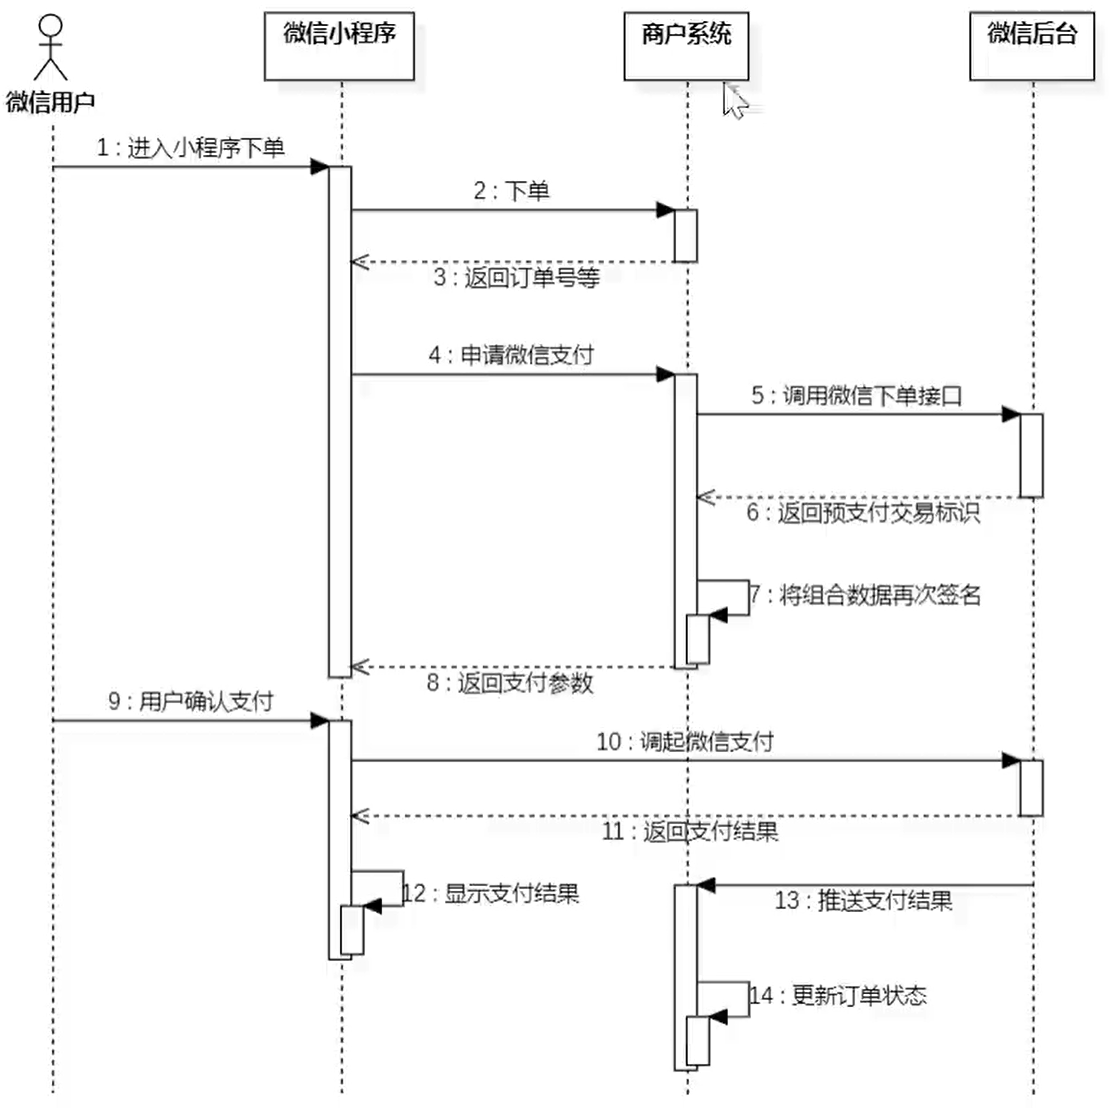 微信用户
微信小程序
商户系统
微信后台
1 : 进入小程序下单
2 : 下单
3 : 返回订单号等
4 : 申请微信支付
5 : 调用微信下单接口
6 : 返回预支付交易标识
7 : 将组合数据再次签名
8 : 返回支付参数
9 : 用户确认支付
10 : 调起微信支付
11 : 返回支付结果
12 : 显示支付结果
13 : 推送支付结果
14 : 更新订单状态